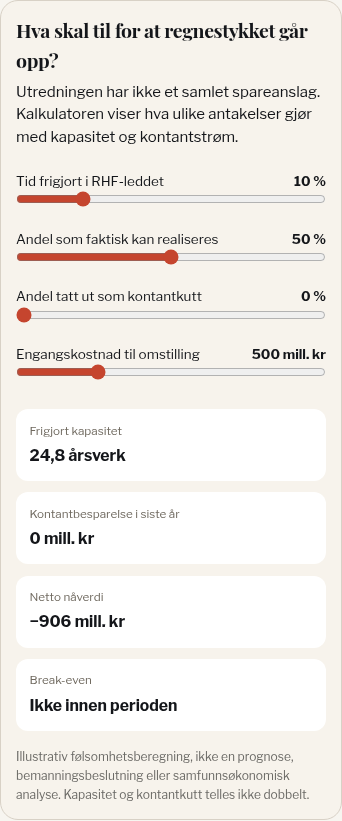 Hva skal til for at regnestykket går
opp?
Utredningen har ikke et samlet spareanslag.
Kalkulatoren viser hva ulike antakelser gjør
med kapasitet og kontantstrøm.
Tid frigjort i RHF-leddet 10 %
Andel som faktisk kan realiseres 50 %
Andel tatt ut som kontantkutt 0 %
Engangskostnad til omstilling 500 mill. kr
Frigjort kapasitet
24,8 årsverk
Kontantbesparelse i siste år
0 mill. kr
Netto nåverdi
−906 mill. kr
Break-even
Ikke innen perioden
Illustrativ følsomhetsberegning, ikke en prognose,
bemanningsbeslutning eller samfunnsøkonomisk
analyse. Kapasitet og kontantkutt telles ikke dobbelt.